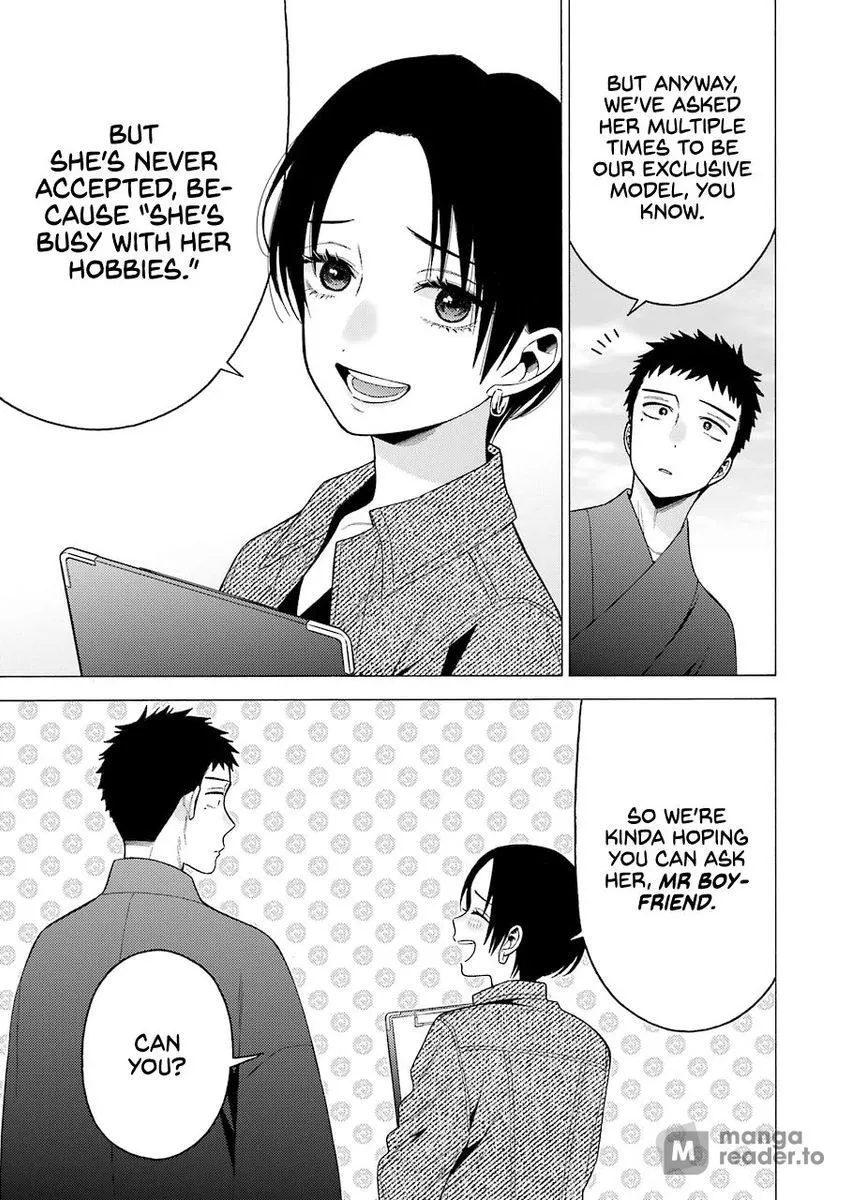 BUT ANYWAY,
WE'VE ASKED
HER MULTIPLE
TIMES TO BE
OUR EXCLUSIVE
MODEL, YOU
KNOW.
BUT
SHE'S NEVER
ACCEPTED, BE-
CAUSE "SHE'S
BUSY WITH HER
HOBBIES."
SO WE'RE
KINDA HOPING
YOU CAN ASK
HER, MR BOY-
FRIEND.
CAN
YOU?
M manga
reader.to